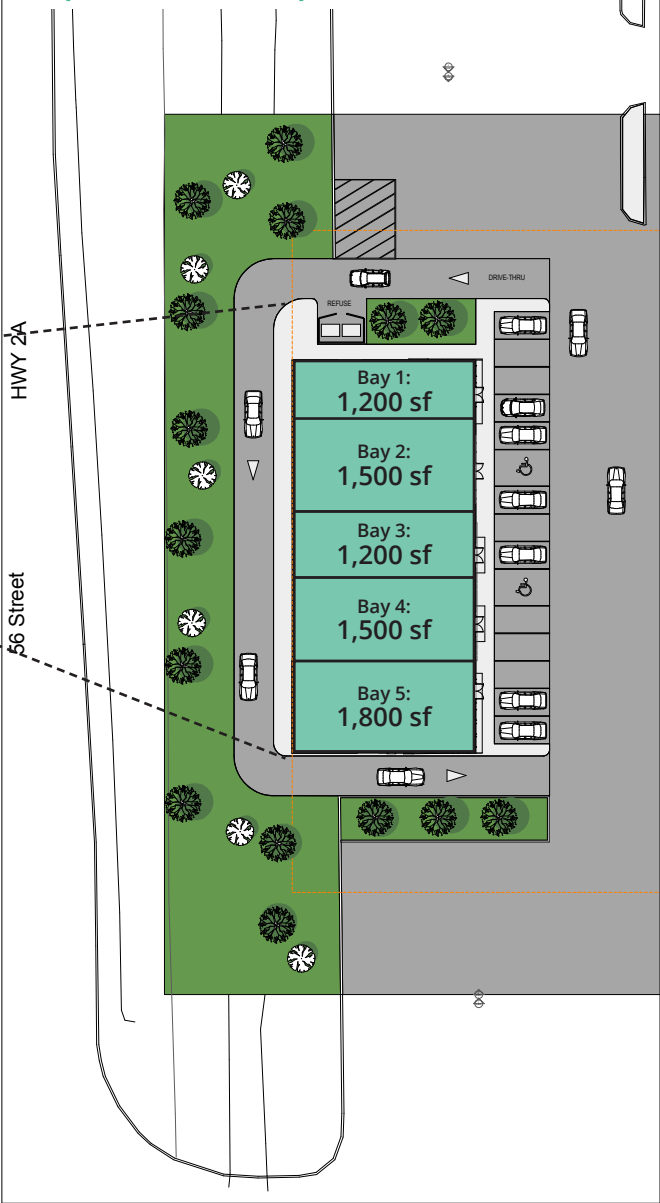 DRIVE-THRU
REFUSE
HWY 2A
Bay 1:
1,200 sf
Bay 2:
1,500 sf
Bay 3:
1,200 sf
56 Street
Bay 4:
1,500 sf
Bay 5:
1,800 sf